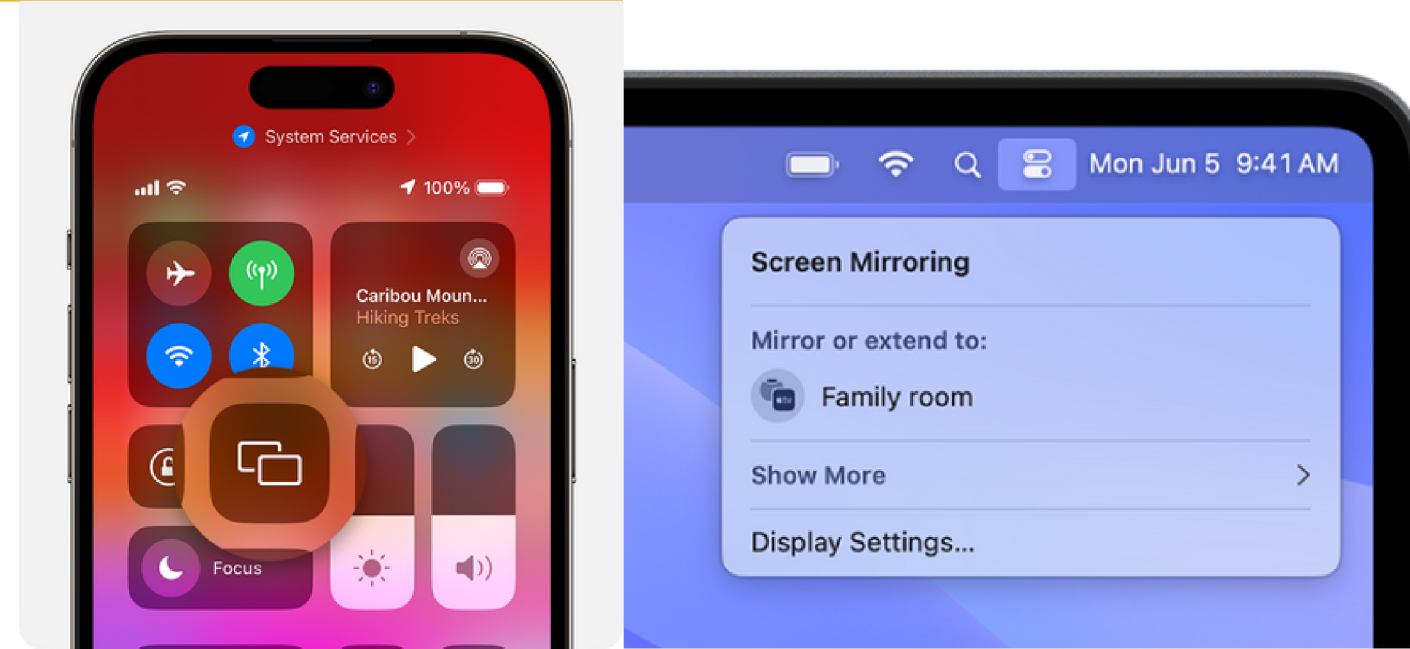 System Services
100%
Caribou Moun...
Hiking Treks
15
30
Focus
Mon Jun 5 9:41 AM
Screen Mirroring
Mirror or extend to:
tv
Family room
Show More
Display Settings...